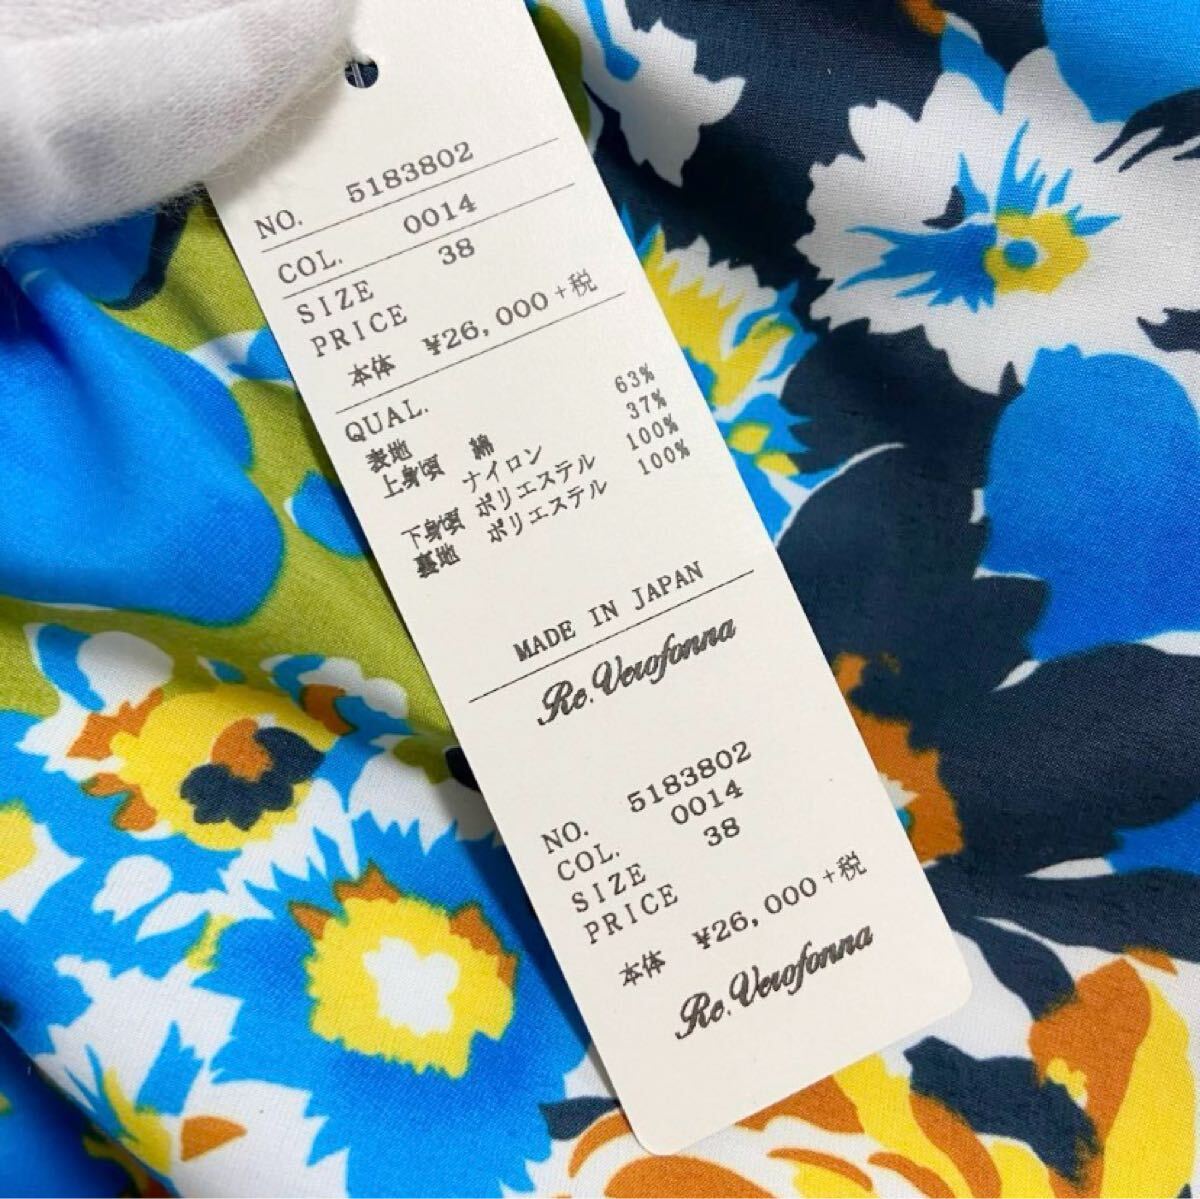 NO. 5183802
COL. 0014
SIZE 38
PRICE
本体 ¥26,000+税
QUAL.
表地
上身頃 綿 63%
ナイロン 37%
下身頃 ポリエステル 100%
裏地 ポリエステル 100%
MADE IN JAPAN
Re.Verofonna
NO. 5183802
COL. 0014
SIZE 38
PRICE
本体 ¥26,000+税
Re.Verofonna